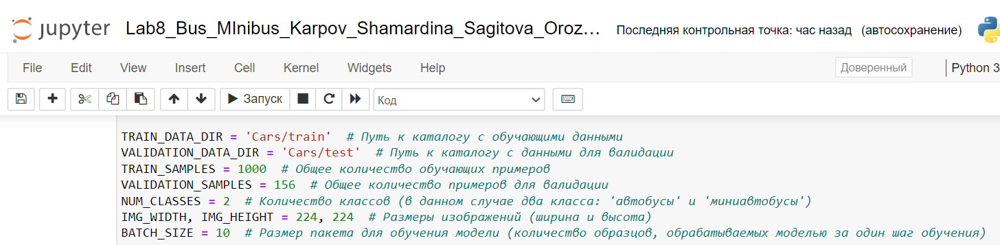 jupyter Lab8_Bus_MInibus_Karpov_Shamardina_Sagitova_Oroz... Последняя контрольная точка: час назад (автосохранение)
File Edit View Insert Cell Kernel Widgets Help Доверенный Python 3
Запуск Код
TRAIN_DATA_DIR = 'Cars/train' # Путь к каталогу с обучающими данными
VALIDATION_DATA_DIR = 'Cars/test' # Путь к каталогу с данными для валидации
TRAIN_SAMPLES = 1000 # Общее количество обучающих примеров
VALIDATION_SAMPLES = 156 # Общее количество примеров для валидации
NUM_CLASSES = 2 # Количество классов (в данном случае два класса: 'автобусы' и 'миниавтобусы')
IMG_WIDTH, IMG_HEIGHT = 224, 224 # Размеры изображений (ширина и высота)
BATCH_SIZE = 10 # Размер пакета для обучения модели (количество образцов, обрабатываемых моделью за один шаг обучения)